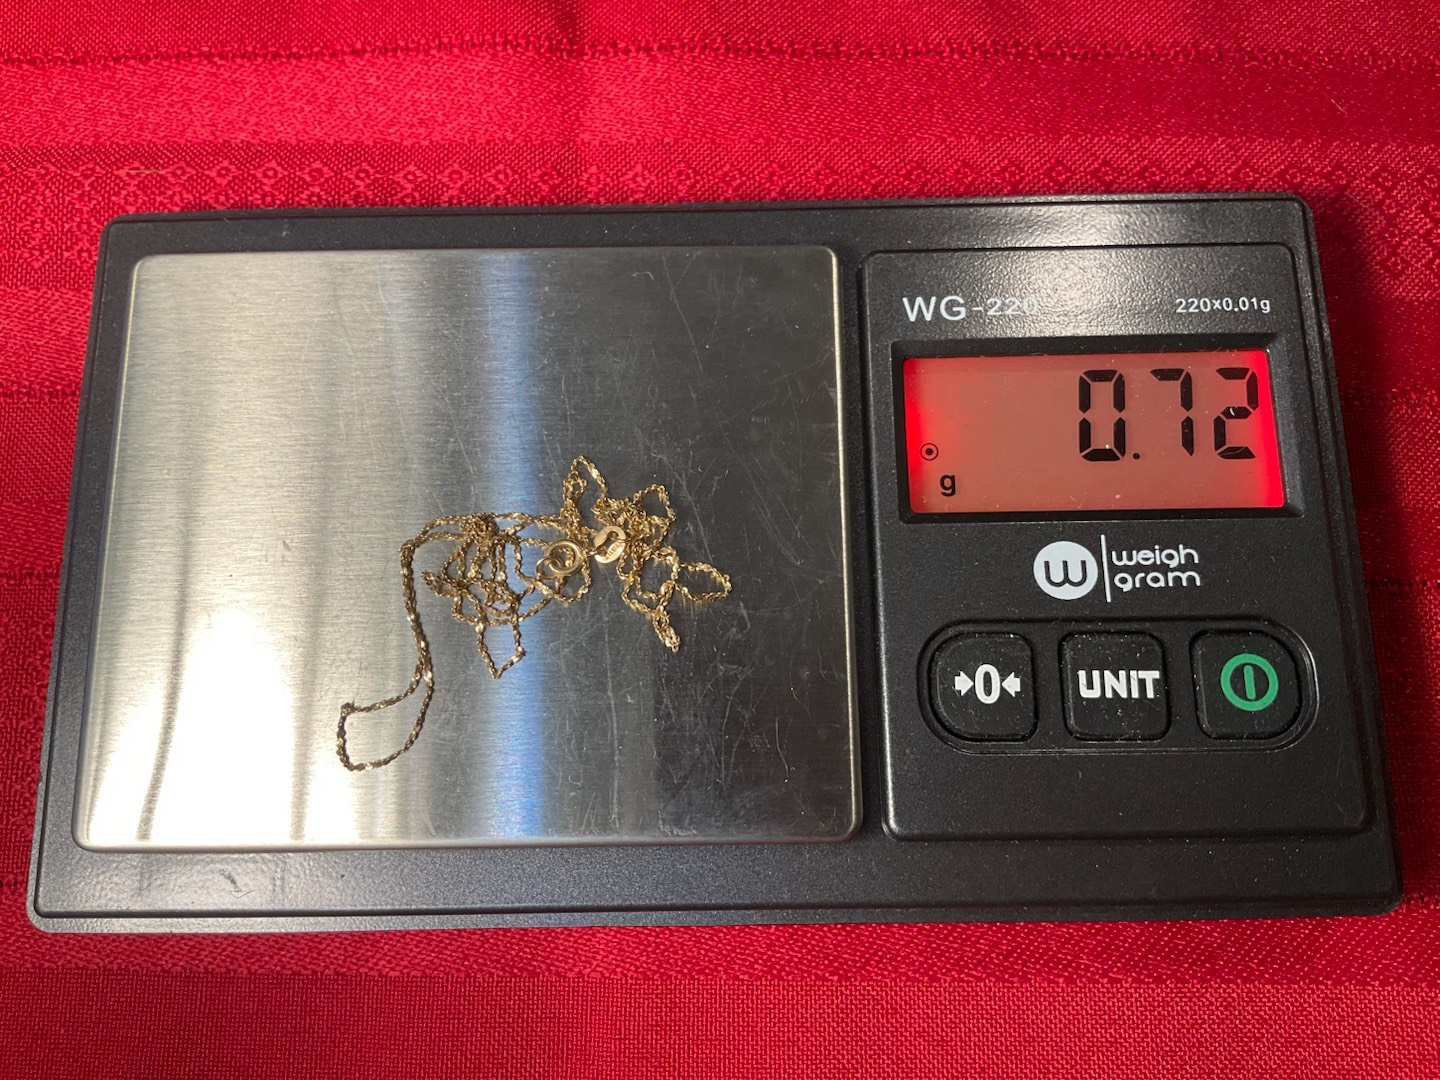 WG-220
220×0.01g
0.72
g
w weigh
gram
→0←
UNIT